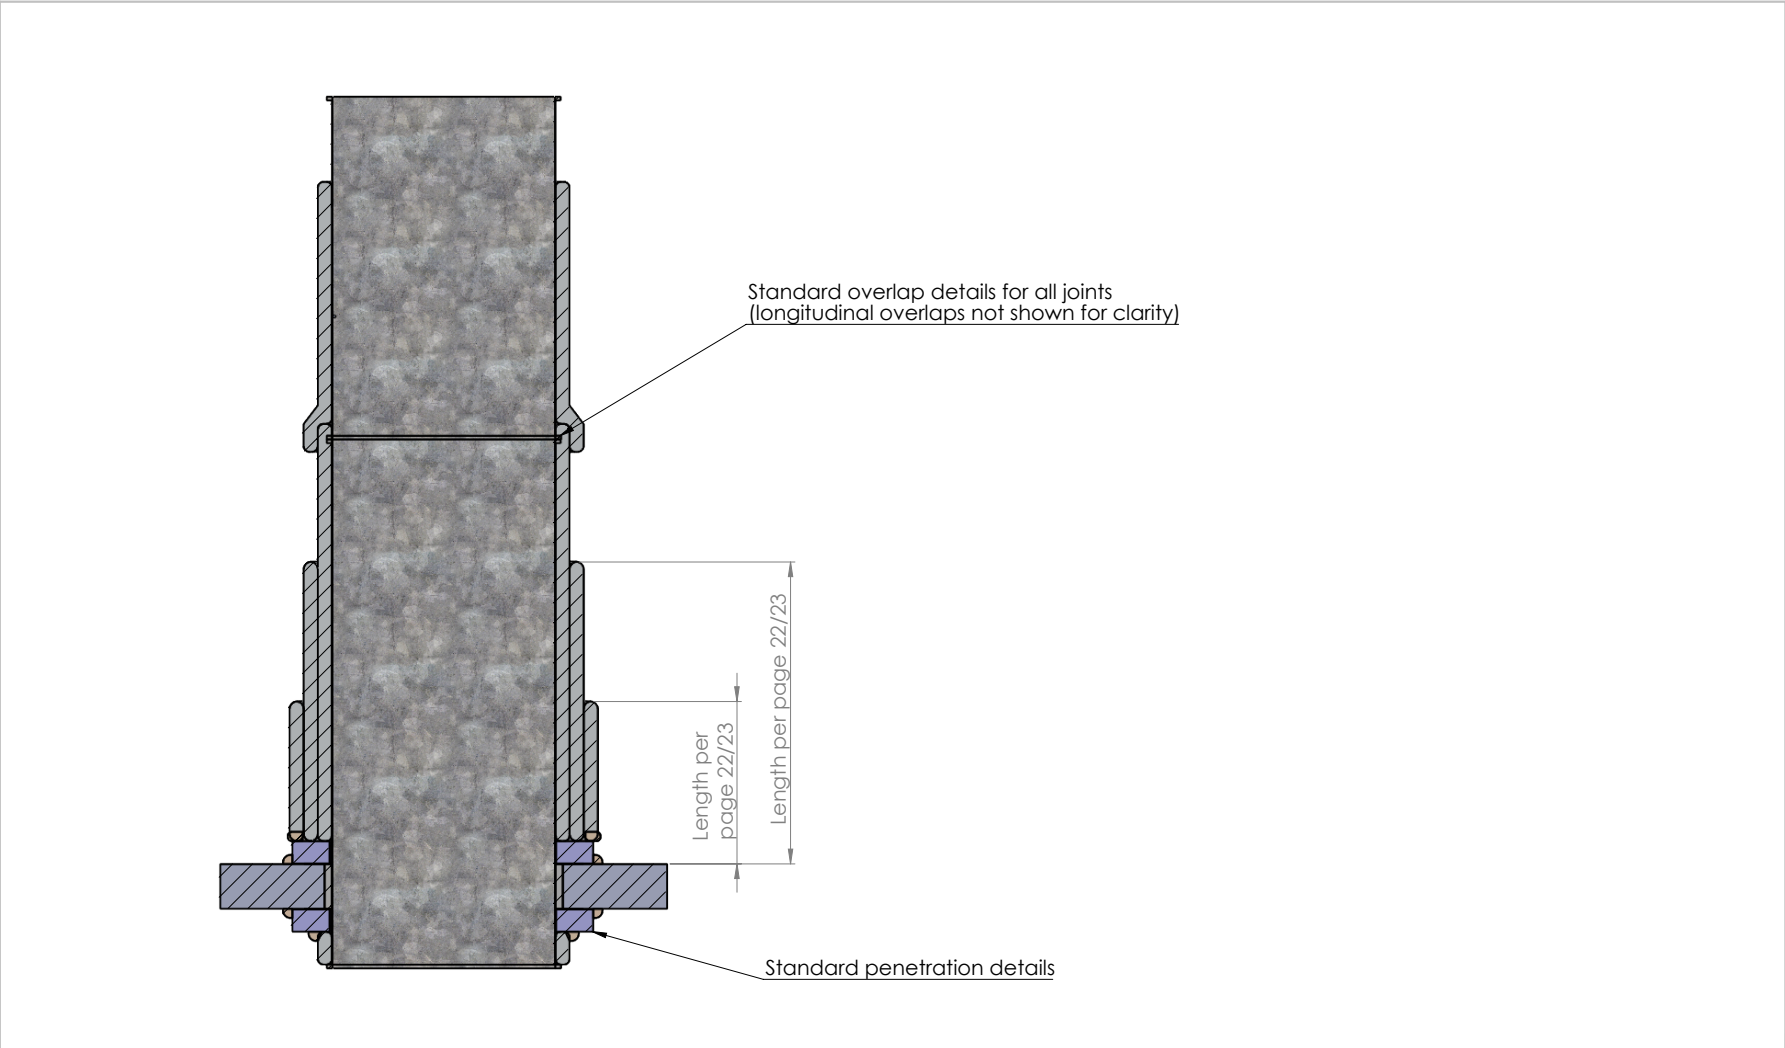 Standard overlap details for all joints
(longitudinal overlaps not shown for clarity)
Length per page 22/23
Length per
page 22/23
Standard penetration details